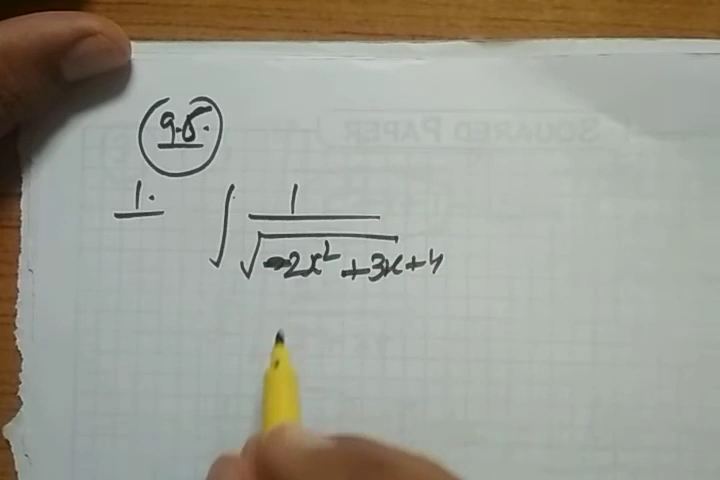 9.8.
1. ∫ 1 / √(-2x² + 3x + 4
SQUARED PAPER